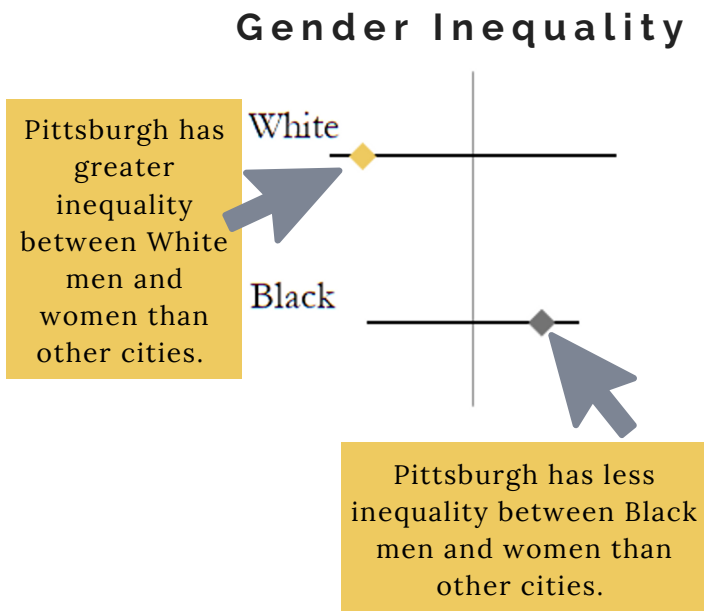 Gender Inequality
Pittsburgh has
greater
inequality
between White
men and
women than
other cities.
White
Black
Pittsburgh has less
inequality between Black
men and women than
other cities.